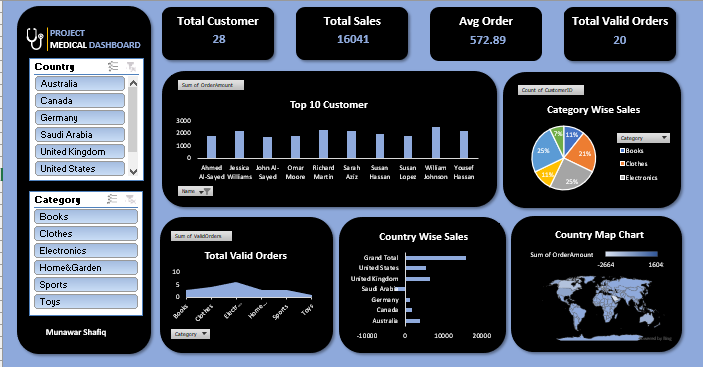 PROJECT
MEDICAL DASHBOARD
Country
Australia
Canada
Germany
Saudi Arabia
United Kingdom
United States
Category
Books
Clothes
Electronics
Home&Garden
Sports
Toys
Munawar Shafiq
Total Customer
28
Total Sales
16041
Avg Order
572.89
Total Valid Orders
20
Sum of OrderAmount
Top 10 Customer
3000
2000
1000
0
Ahmed Al-Sayed
Jessica Williams
John Al-Sayed
Omar Moore
Richard Martin
Sarah Aziz
Susan Hassan
Susan Lopez
William Johnson
Yousef Hassan
Name
Count of CustomerID
Category Wise Sales
7%
11%
21%
25%
11%
25%
Category
Books
Clothes
Electronics
Sum of ValidOrders
Total Valid Orders
10
5
0
Books
Clothes
Electr...
Home...
Sports
Toys
Category
Country Wise Sales
Grand Total
United States
United Kingdom
Saudi Arabia
Germany
Canada
Australia
-10000
0
10000
20000
Country Map Chart
Sum of OrderAmount
-2664
1604
Powered by Bing